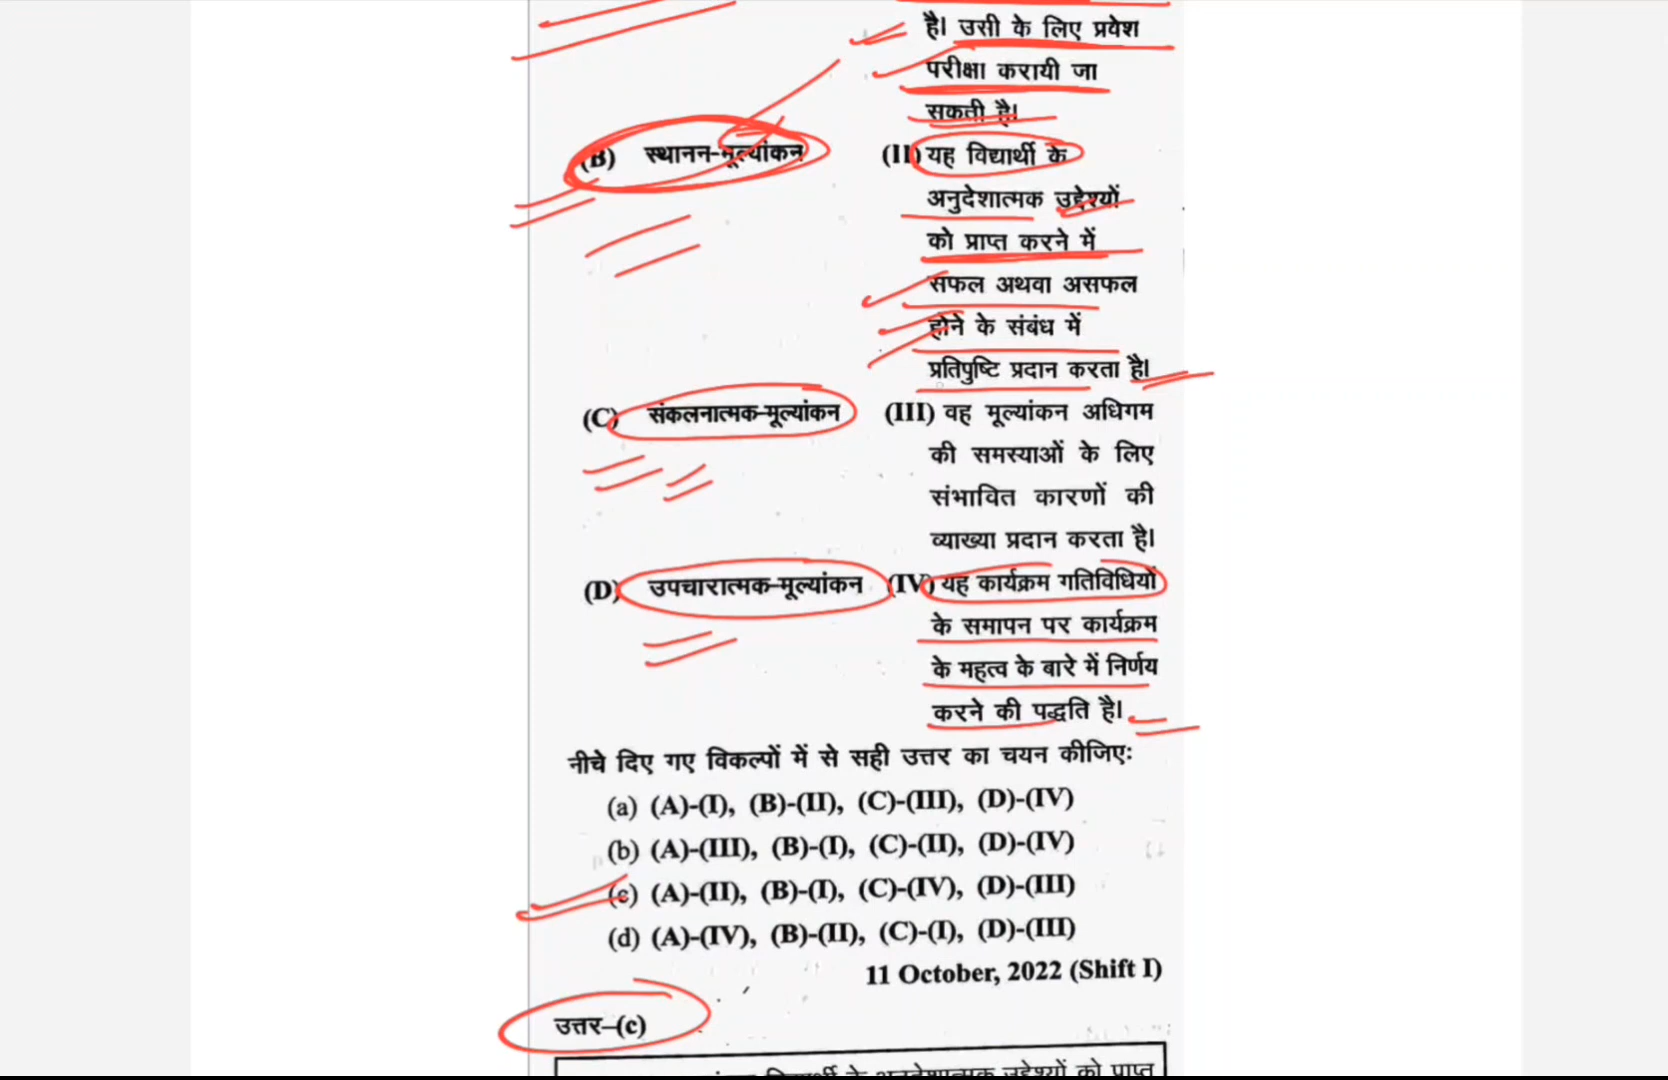 है। उसी के लिए प्रवेश
परीक्षा करायी जा
सकती है।
(B) स्थानन-मूल्यांकन (II) यह विद्यार्थी के
अनुदेशात्मक उद्देश्यों
को प्राप्त करने में
सफल अथवा असफल
होने के संबंध में
प्रतिपुष्टि प्रदान करता है।
(C) संकलनात्मक-मूल्यांकन (III) वह मूल्यांकन अधिगम
की समस्याओं के लिए
संभावित कारणों की
व्याख्या प्रदान करता है।
(D) उपचारात्मक-मूल्यांकन (IV) यह कार्यक्रम गतिविधियों
के समापन पर कार्यक्रम
के महत्व के बारे में निर्णय
करने की पद्धति है।
नीचे दिए गए विकल्पों में से सही उत्तर का चयन कीजिए:
(a) (A)-(I), (B)-(II), (C)-(III), (D)-(IV)
(b) (A)-(III), (B)-(I), (C)-(II), (D)-(IV)
(c) (A)-(II), (B)-(I), (C)-(IV), (D)-(III)
(d) (A)-(IV), (B)-(II), (C)-(I), (D)-(III)
11 October, 2022 (Shift I)
उत्तर–(c)
विद्यार्थी के अनुदेशात्मक उद्देश्यों को प्राप्त